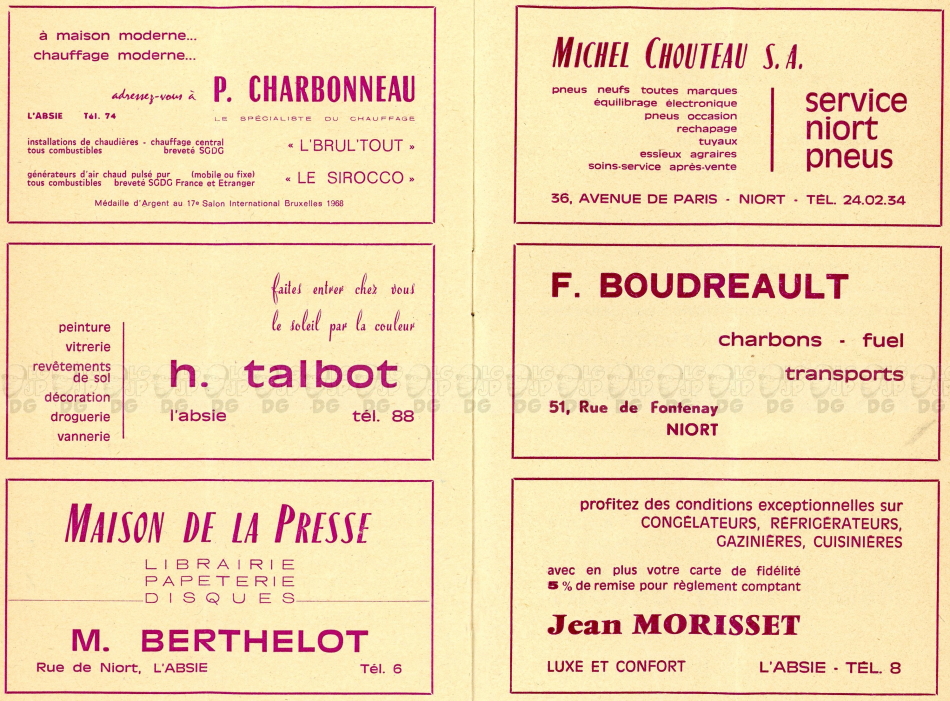 à maison moderne...
chauffage moderne...
adressez-vous à P. CHARBONNEAU
L'ABSIE Tél. 74 LE SPÉCIALISTE DU CHAUFFAGE
installations de chaudières - chauffage central
tous combustibles breveté SGDG
« L'BRUL'TOUT »
générateurs d'air chaud pulsé pur (mobile ou fixe)
tous combustibles breveté SGDG France et Etranger
« LE SIROCCO »
Médaille d'Argent au 17e Salon International Bruxelles 1968
faites entrer chez vous
le soleil par la couleur
peinture
vitrerie
revêtements
de sol
décoration
droguerie
vannerie
h. talbot
l'absie tél. 88
MAISON DE LA PRESSE
LIBRAIRIE
PAPETERIE
DISQUES
M. BERTHELOT
Rue de Niort, L'ABSIE Tél. 6
MICHEL CHOUTEAU S.A.
pneus neufs toutes marques
équilibrage électronique
pneus occasion
rechapage
tuyaux
essieux agraires
soins-service après-vente
service
niort
pneus
36, AVENUE DE PARIS - NIORT - TÉL. 24.02.34
F. BOUDREAULT
charbons - fuel
transports
51, Rue de Fontenay
NIORT
profitez des conditions exceptionnelles sur
CONGÉLATEURS, RÉFRIGÉRATEURS,
GAZINIÈRES, CUISINIÈRES
avec en plus votre carte de fidélité
5 % de remise pour règlement comptant
Jean MORISSET
LUXE ET CONFORT L'ABSIE - TÉL. 8